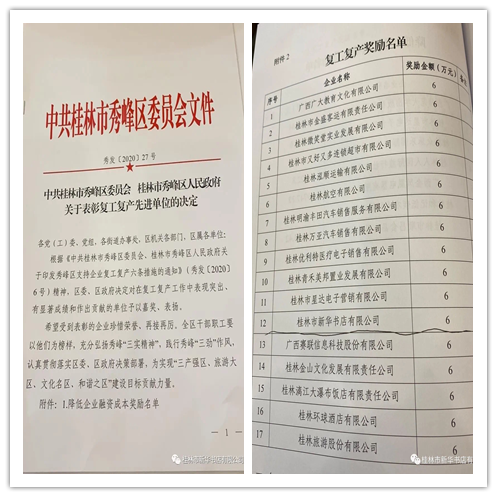 中共桂林市秀峰区委员会文件
秀发〔2020〕27号
中共桂林市秀峰区委员会 桂林市秀峰区人民政府
关于表彰复工复产先进单位的决定
各党（工）委、党组，各街道办事处，区机关各部门、区属各单位：
根据《中共桂林市秀峰区委员会、桂林市秀峰区人民政府关
于印发秀峰区支持企业复工复产六条措施的通知》（秀发〔2020〕
6号）精神，区委、区政府决定对在复工复产工作中表现突出、
有显著成绩和作出贡献的单位予以嘉奖、表扬。
希望受到表彰的企业珍惜荣誉、再接再厉。全区干部职工要
以他们为榜样，充分弘扬秀峰“三实精神”、践行秀峰“三劲”作风，
认真贯彻落实区委、区政府决策部署，为实现“三产强区、旅游大
区、文化名区、和谐之区”建设目标贡献力量。
附件：1.降低企业融资成本奖励名单
— 1
桂林市新华书店有限公司
附件2
复工复产奖励名单
序号 企业名称 奖励金额（万元） 备注
1 广西广大教育文化有限公司 6
2 桂林市金盛客运有限责任公司 6
3 桂林微笑堂实业发展有限公司 6
4 桂林市又好又多连锁超市有限公司 6
5 桂林泓顺运输有限公司 6
6 桂林航空有限公司 6
7 桂林明渝丰田汽车销售服务有限公司 6
8 桂林万亚汽车销售有限公司 6
9 桂林优利特医疗电子销售有限公司 6
10 桂林青禾美邦置业发展有限公司 6
11 桂林市星达电子营销有限公司 6
12 桂林市新华书店有限公司 6
13 广西赛联信息科技股份有限公司 6
14 桂林金山文化发展有限责任公司 6
15 桂林漓江大瀑布饭店有限责任公司 6
16 桂林环球酒店有限公司 6
17 桂林旅游股份有限公司 6
桂林市新华书店有